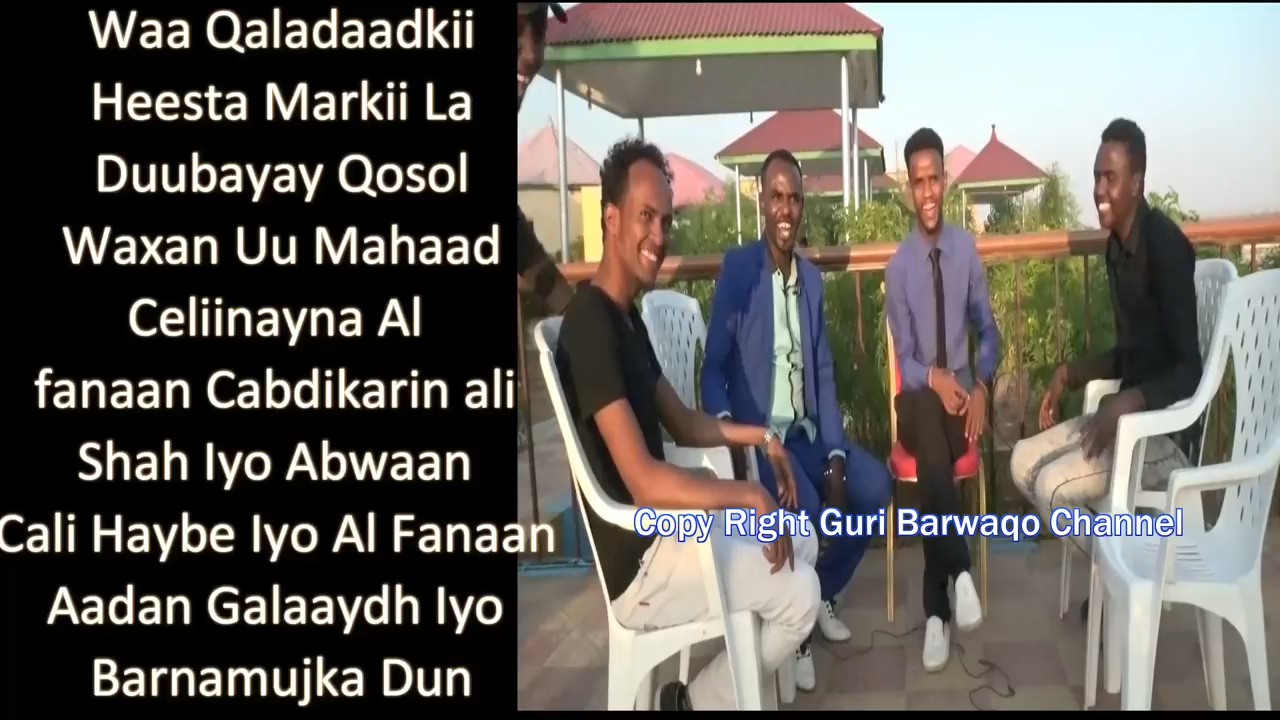 Waa Qaladaadkii
Heesta Markii La
Duubayay Qosol
Waxan Uu Mahaad
Celiinayna Al
fanaan Cabdikarin ali
Shah Iyo Abwaan
Cali Haybe Iyo Al Fanaan
Aadan Galaaydh Iyo
Barnamujka Dun
Copy Right Guri Barwaqo Channel